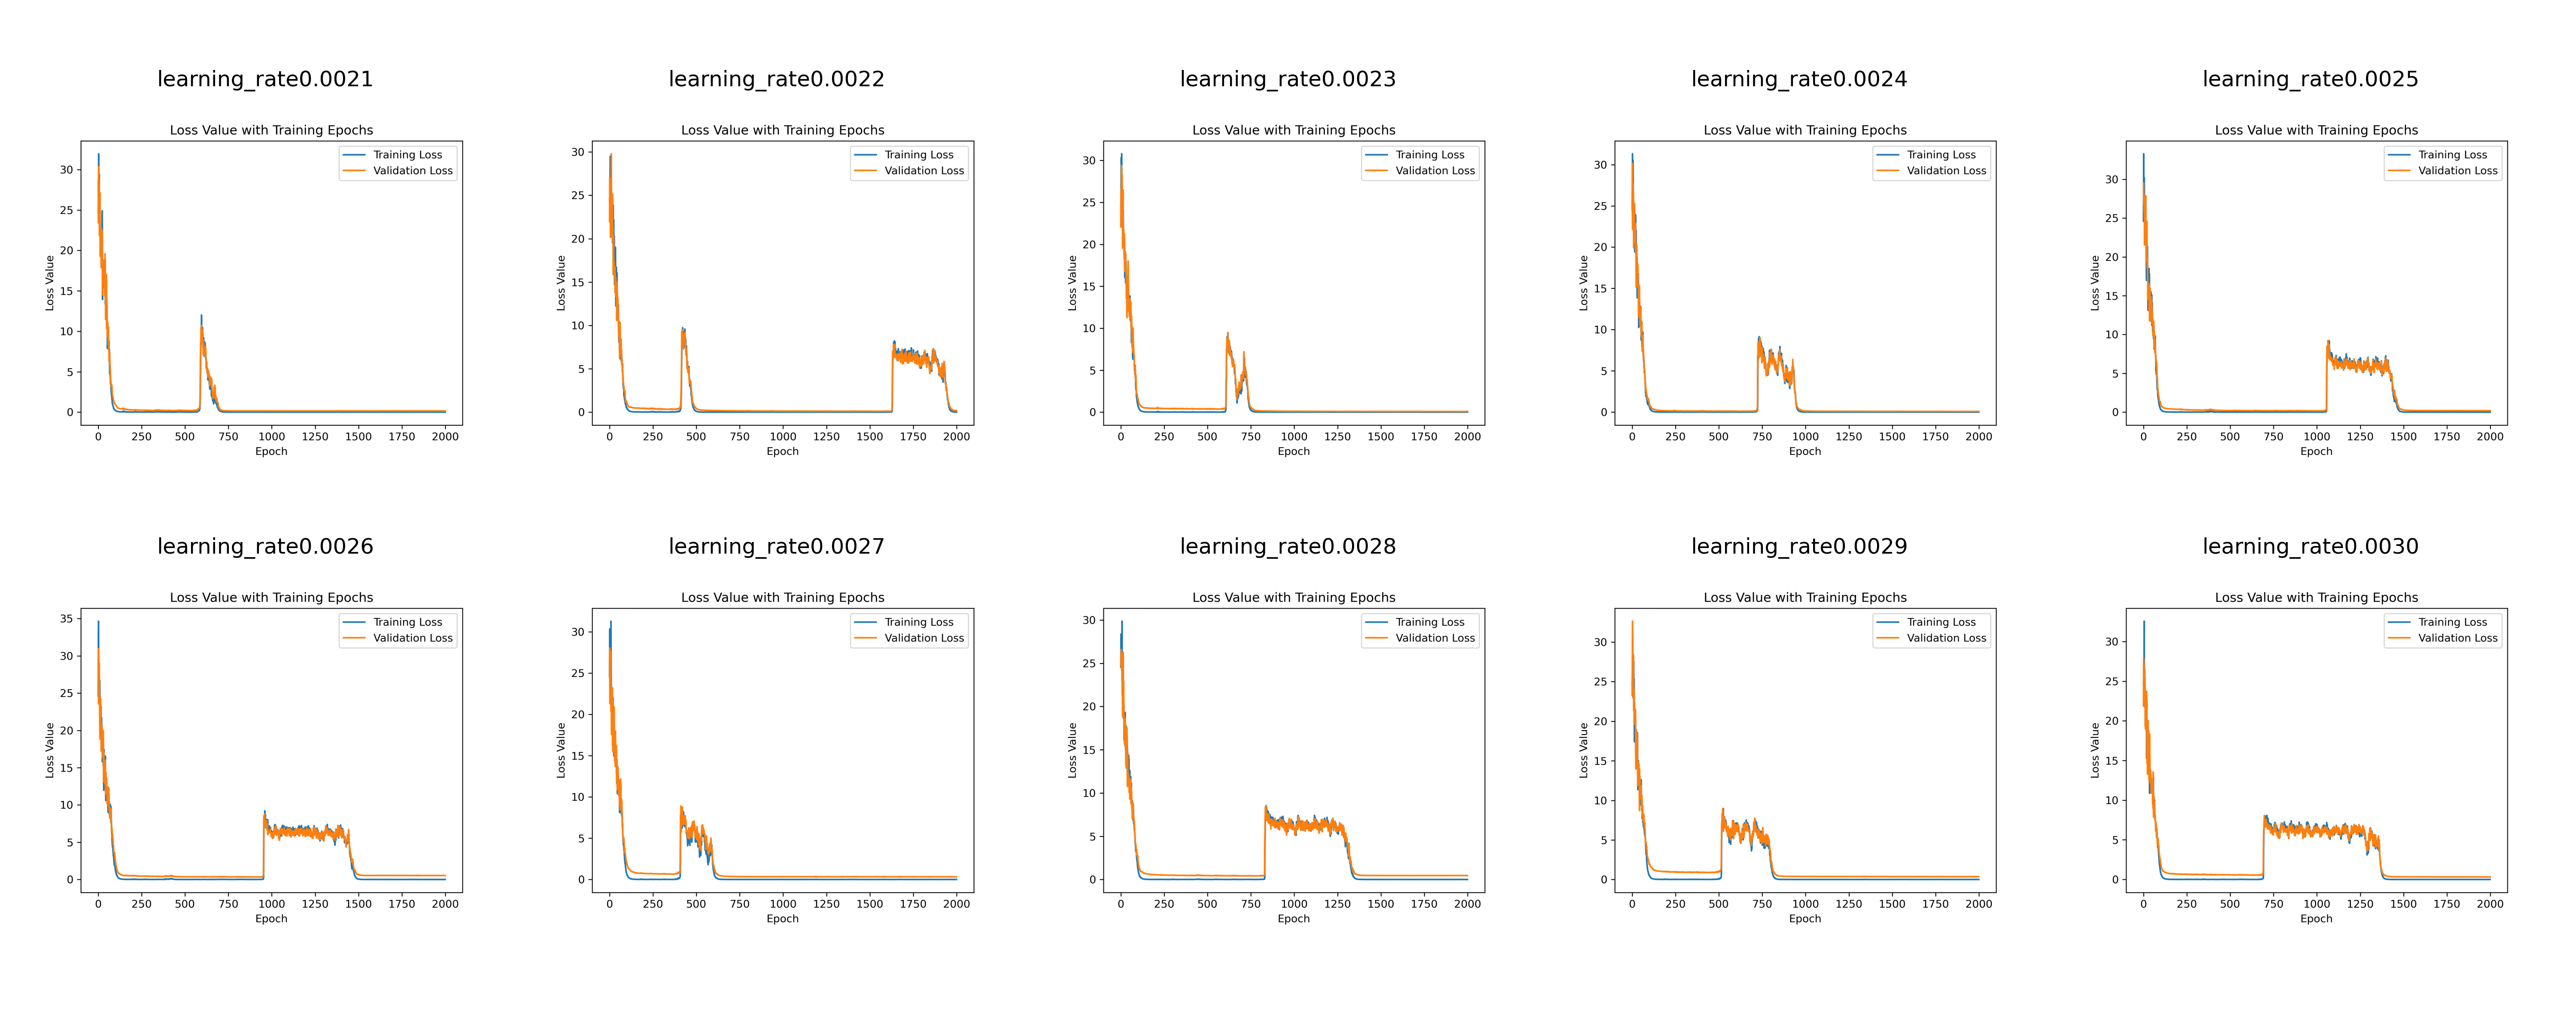 learning_rate0.0021
learning_rate0.0022
learning_rate0.0023
learning_rate0.0024
learning_rate0.0025
Loss Value with Training Epochs
Training Loss
Validation Loss
30
25
20
15
10
5
0
Loss Value
0 250 500 750 1000 1250 1500 1750 2000
Epoch
Loss Value with Training Epochs
Training Loss
Validation Loss
30
25
20
15
10
5
0
Loss Value
0 250 500 750 1000 1250 1500 1750 2000
Epoch
Loss Value with Training Epochs
Training Loss
Validation Loss
30
25
20
15
10
5
0
Loss Value
0 250 500 750 1000 1250 1500 1750 2000
Epoch
Loss Value with Training Epochs
Training Loss
Validation Loss
30
25
20
15
10
5
0
Loss Value
0 250 500 750 1000 1250 1500 1750 2000
Epoch
Loss Value with Training Epochs
Training Loss
Validation Loss
30
25
20
15
10
5
0
Loss Value
0 250 500 750 1000 1250 1500 1750 2000
Epoch
learning_rate0.0026
learning_rate0.0027
learning_rate0.0028
learning_rate0.0029
learning_rate0.0030
Loss Value with Training Epochs
Training Loss
Validation Loss
35
30
25
20
15
10
5
0
Loss Value
0 250 500 750 1000 1250 1500 1750 2000
Epoch
Loss Value with Training Epochs
Training Loss
Validation Loss
30
25
20
15
10
5
0
Loss Value
0 250 500 750 1000 1250 1500 1750 2000
Epoch
Loss Value with Training Epochs
Training Loss
Validation Loss
30
25
20
15
10
5
0
Loss Value
0 250 500 750 1000 1250 1500 1750 2000
Epoch
Loss Value with Training Epochs
Training Loss
Validation Loss
30
25
20
15
10
5
0
Loss Value
0 250 500 750 1000 1250 1500 1750 2000
Epoch
Loss Value with Training Epochs
Training Loss
Validation Loss
30
25
20
15
10
5
0
Loss Value
0 250 500 750 1000 1250 1500 1750 2000
Epoch